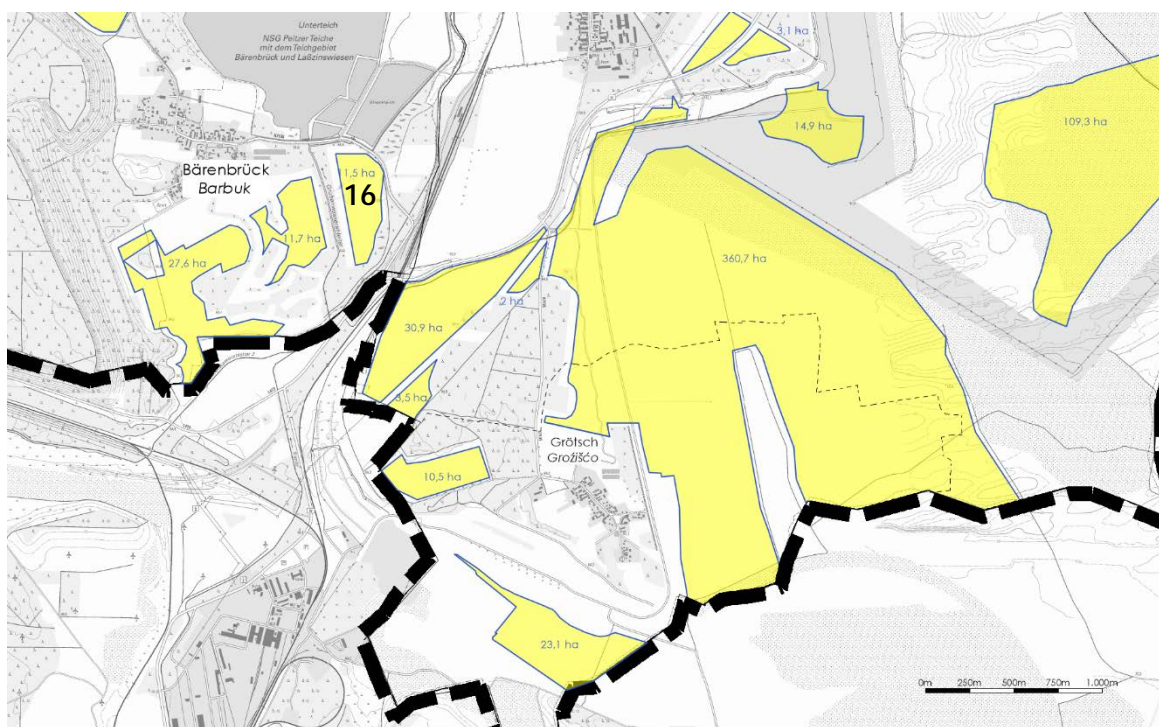 Unterteich
NSG Peitzer Teiche
mit dem Teichgebiet
Bärenbrück und Laßzinswiesen
3,1 ha
109,3 ha
14,9 ha
Bärenbrück
Barbuk
1,5 ha
16
11,7 ha
27,6 ha
360,7 ha
,2 ha
30,9 ha
3,5 ha
Grötsch
Grožišćo
10,5 ha
23,1 ha
0m 250m 500m 750m 1.000m